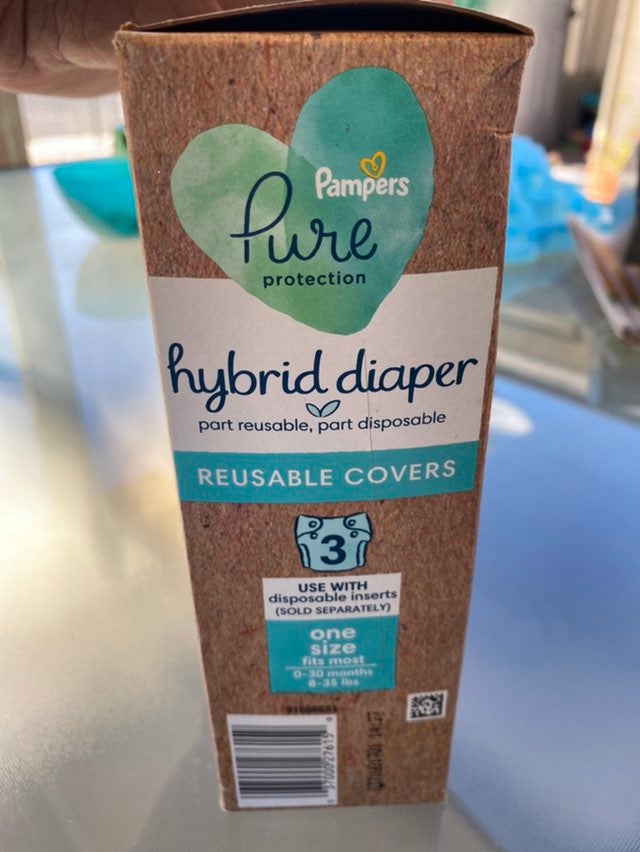 Pampers
Pure
protection
hybrid diaper
part reusable, part disposable
REUSABLE COVERS
3
USE WITH
disposable inserts
(SOLD SEPARATELY)
one
size
fits most
0-30 months
8-35 lbs